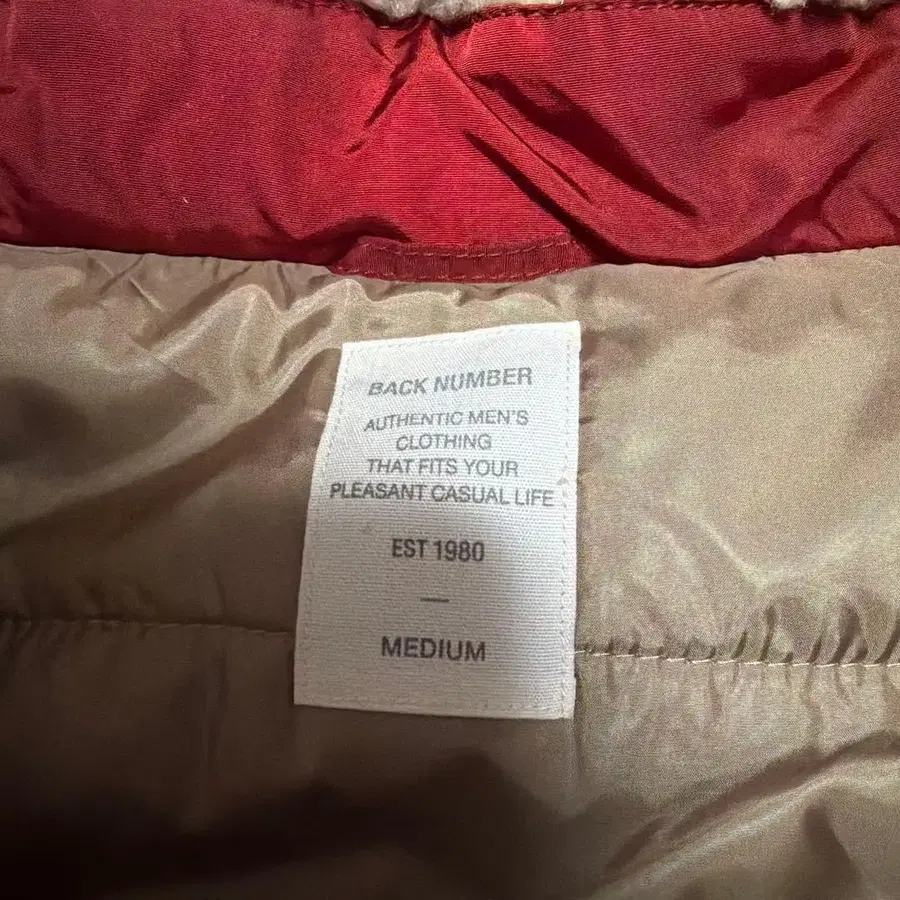 BACK NUMBER
AUTHENTIC MEN'S
CLOTHING
THAT FITS YOUR
PLEASANT CASUAL LIFE
EST 1980
—
MEDIUM